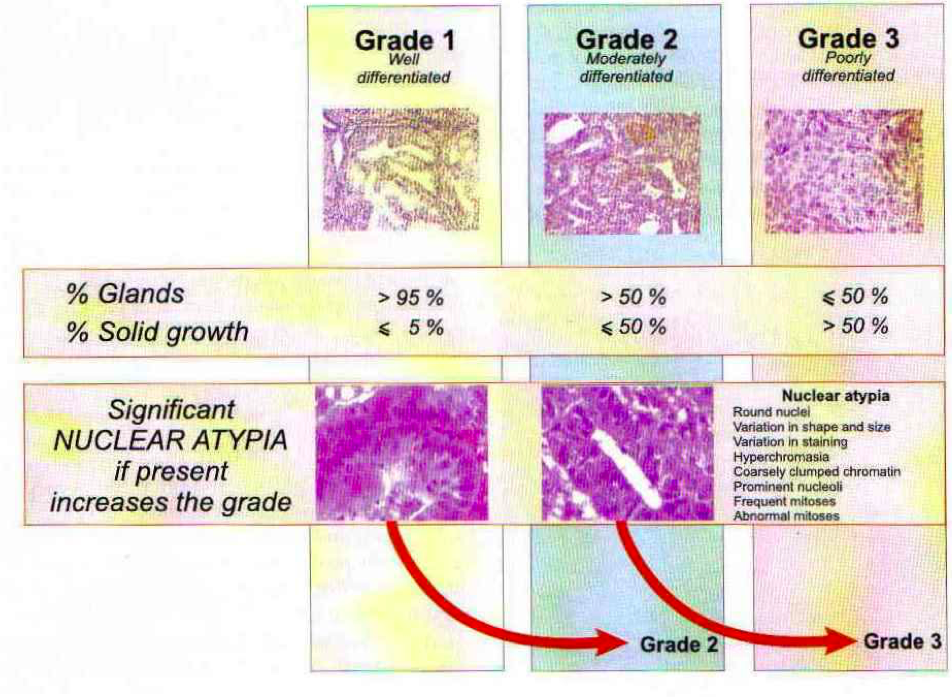 Grade 1
Well
differentiated
Grade 2
Moderately
differentiated
Grade 3
Poorly
differentiated
% Glands
> 95 %
> 50 %
⩽ 50 %
% Solid growth
⩽ 5 %
⩽ 50 %
> 50 %
Significant
NUCLEAR ATYPIA
if present
increases the grade
Nuclear atypia
Round nuclei
Variation in shape and size
Variation in staining
Hyperchromasia
Coarsely clumped chromatin
Prominent nucleoli
Frequent mitoses
Abnormal mitoses
Grade 2
Grade 3